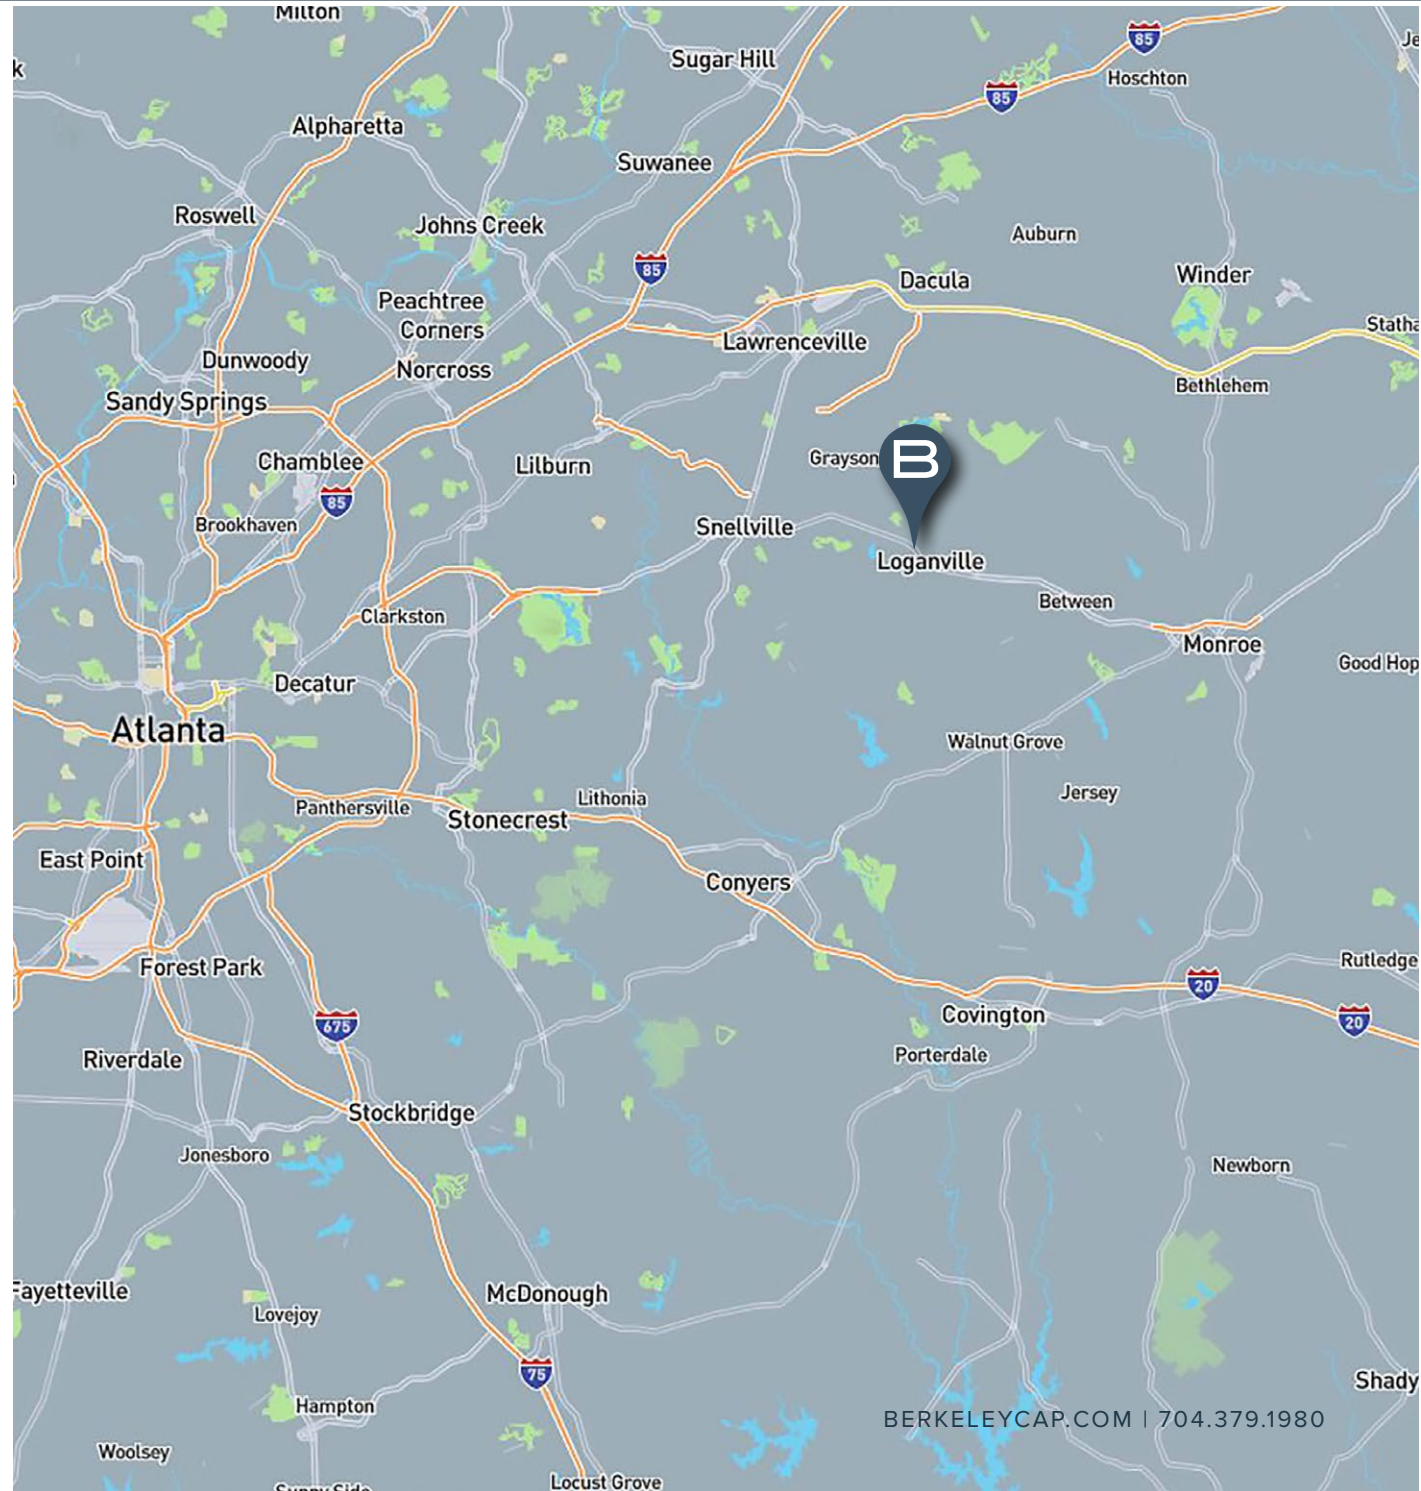 Milton
Sugar Hill
85
Hoschton
85
k
Alpharetta
Suwanee
Roswell
Johns Creek
Auburn
85
Dacula
Winder
Peachtree
Corners
Lawrenceville
Statha
Dunwoody
Norcross
Bethlehem
Sandy Springs
Chamblee
Lilburn
Grayson
B
85
Brookhaven
Snellville
Loganville
Clarkston
Between
Monroe
Good Hop
Decatur
Atlanta
Walnut Grove
Jersey
Panthersville
Lithonia
Stonecrest
East Point
Conyers
Forest Park
Rutledge
20
Covington
20
675
Riverdale
Porterdale
Stockbridge
Jonesboro
Newborn
Fayetteville
McDonough
Lovejoy
75
Shady
Hampton
BERKELEYCAP.COM | 704.379.1980
Woolsey
Locust Grove
Sunny Side